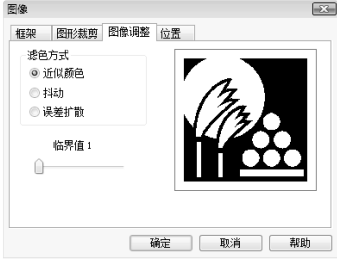 图像
框架 图形裁剪 图像调整 位置
滤色方式
近似颜色
抖动
误差扩散
临界值 1
确定 取消 帮助